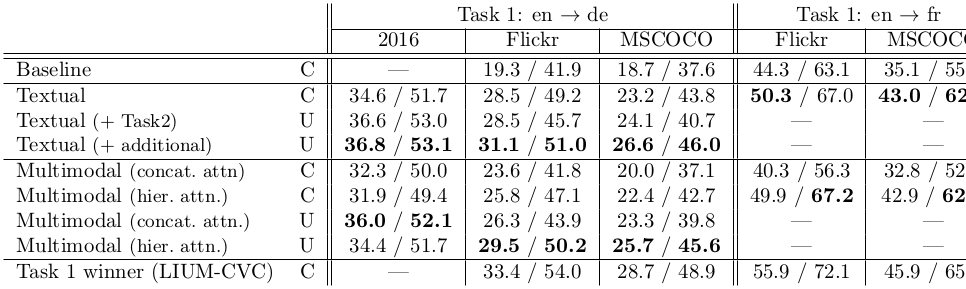 Task 1: en → de Task 1: en → fr
2016 Flickr MSCOCO Flickr
Baseline C — 19.3 / 41.9 18.7 / 37.6 44.3 / 63.1 35.1 /
Textual C 34.6 / 51.7 28.5 / 49.2 23.2 / 43.8 50.3 / 67.0 43.0 /
Textual (+ Task2) U 36.6 / 53.0 28.5 / 45.7 24.1 / 40.7 — —
Textual (+ additional) U 36.8 / 53.1 31.1 / 51.0 26.6 / 46.0 — —
Multimodal (concat. attn) C 32.3 / 50.0 23.6 / 41.8 20.0 / 37.1 40.3 / 56.3 32.8 /
Multimodal (hier. attn.) C 31.9 / 49.4 25.8 / 47.1 22.4 / 42.7 49.9 / 67.2 42.9 /
Multimodal (concat. attn.) U 36.0 / 52.1 26.3 / 43.9 23.3 / 39.8 — —
Multimodal (hier. attn.) U 34.4 / 51.7 29.5 / 50.2 25.7 / 45.6 — —
Task 1 winner (LIUM-CVC) C — 33.4 / 54.0 28.7 / 48.9 55.9 / 72.1 45.9 /